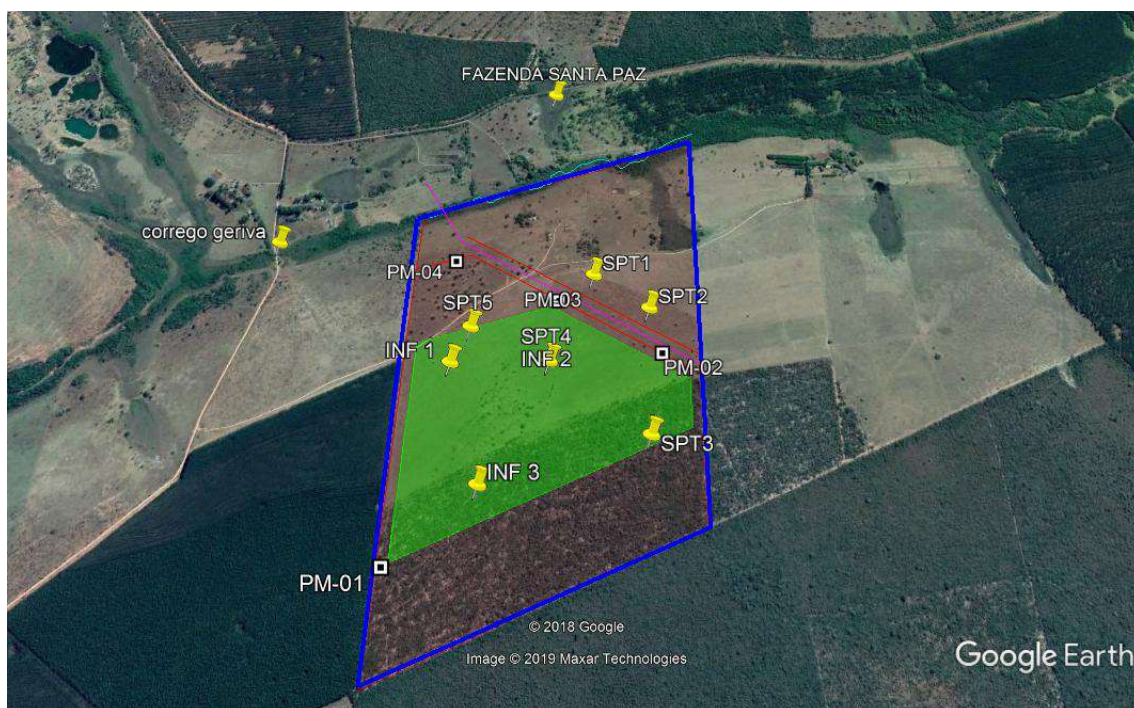 FAZENDA SANTA PAZ
corrego geriva
PM-04
SPT1
PM-03
SPT2
SPT5
SPT4
INF 1
INF 2
PM-02
SPT3
INF 3
PM-01
© 2018 Google
Image © 2019 Maxar Technologies
Google Earth